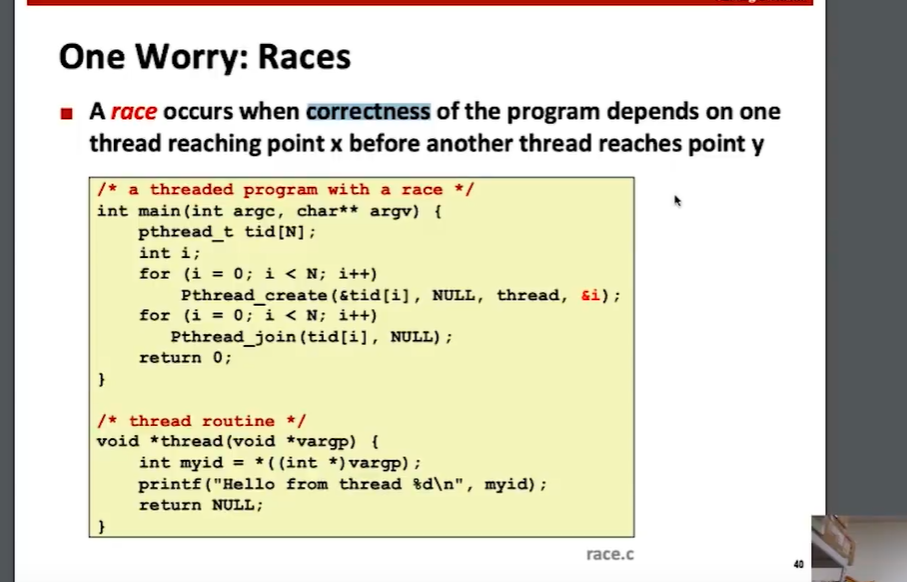 One Worry: Races
A race occurs when correctness of the program depends on one
thread reaching point x before another thread reaches point y
/* a threaded program with a race */
int main(int argc, char** argv) {
    pthread_t tid[N];
    int i;
    for (i = 0; i < N; i++)
        Pthread_create(&tid[i], NULL, thread, &i);
    for (i = 0; i < N; i++)
       Pthread_join(tid[i], NULL);
    return 0;
}
/* thread routine */
void *thread(void *vargp) {
    int myid = *((int *)vargp);
    printf("Hello from thread %d\n", myid);
    return NULL;
}
race.c
40